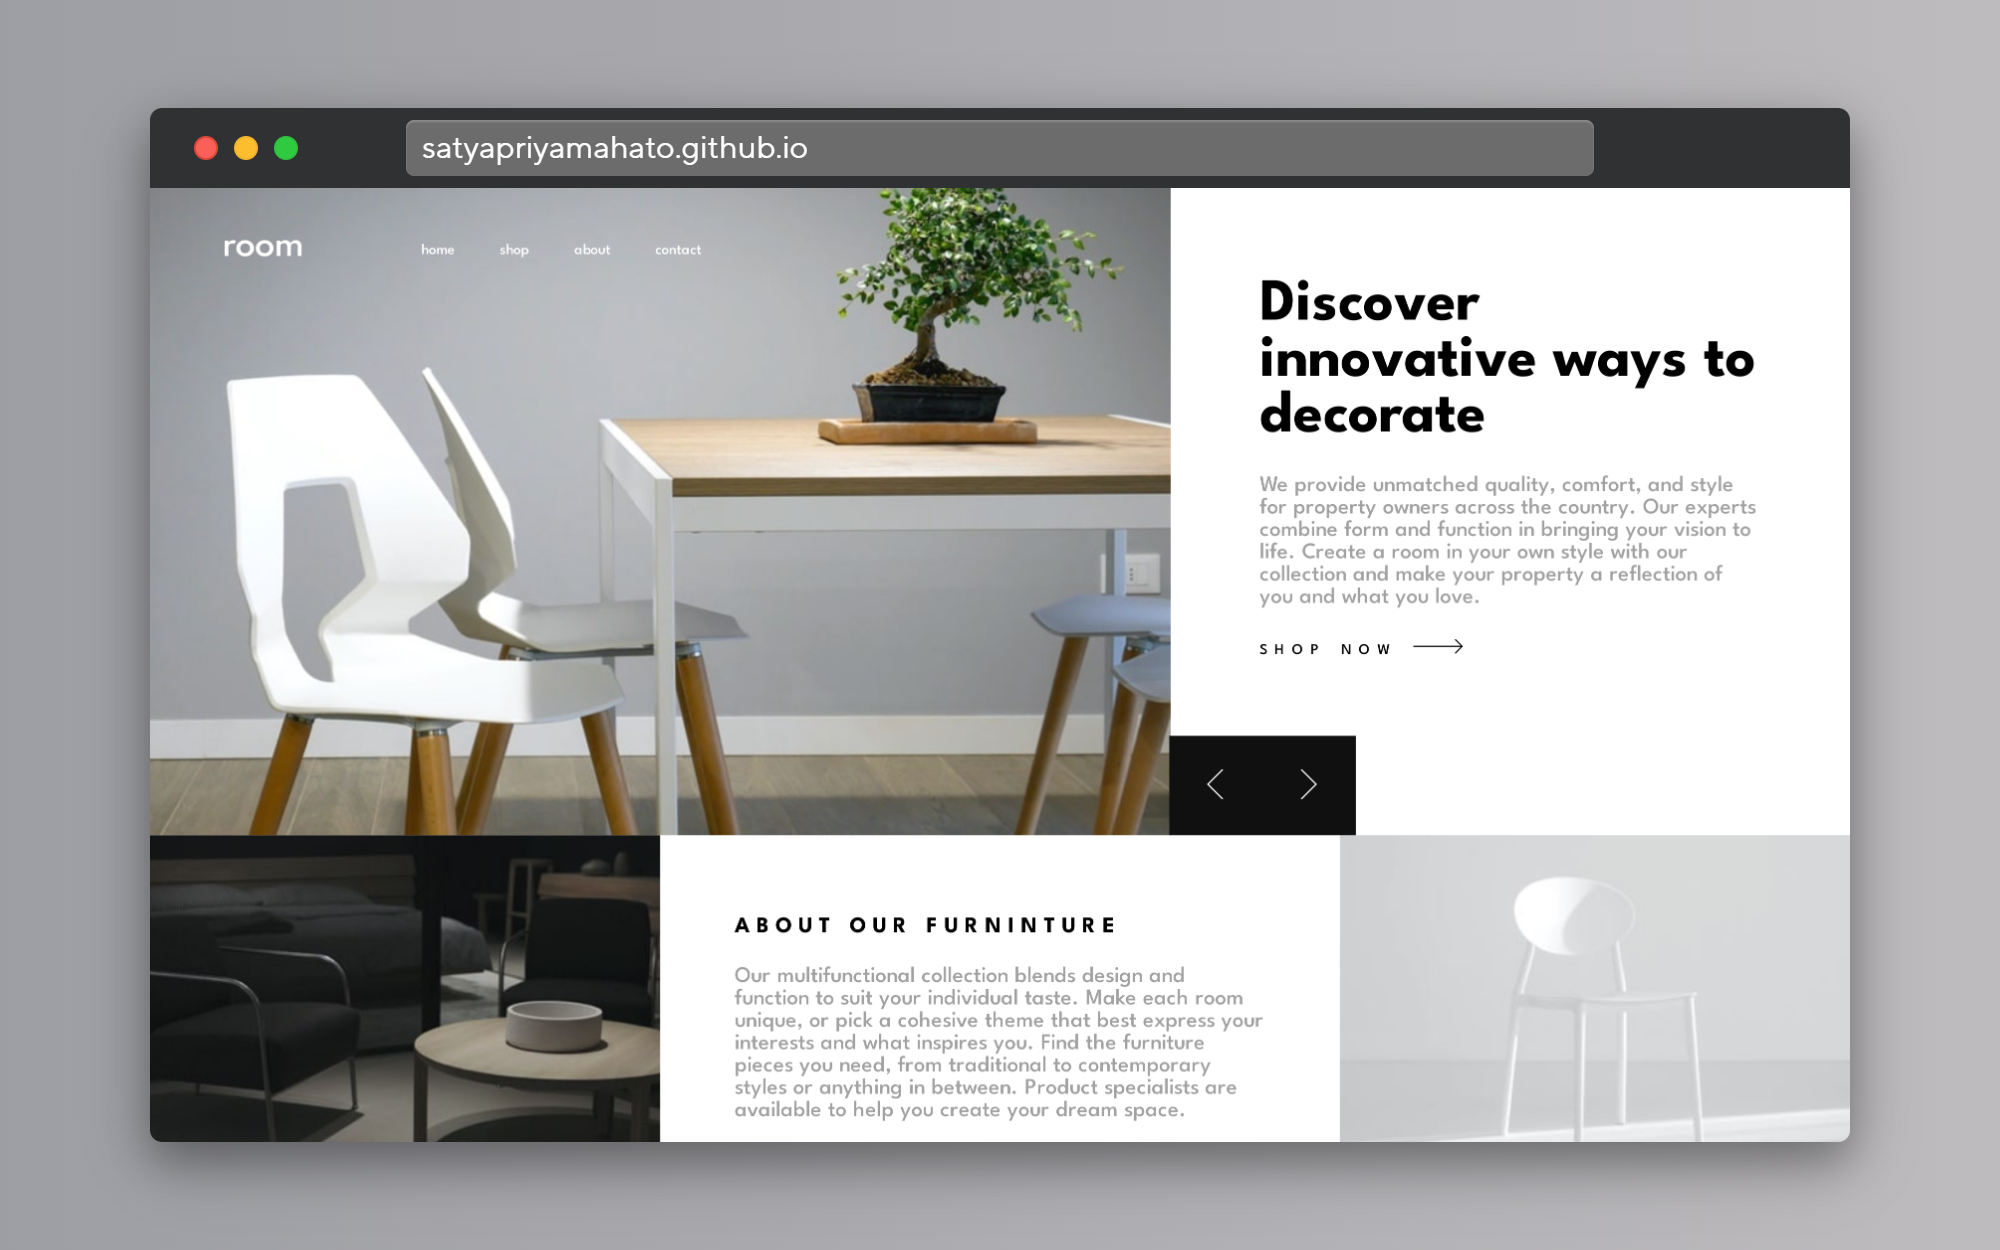 satyapriyamahato.github.io
room
home shop about contact
Discover
innovative ways to
decorate
We provide unmatched quality, comfort, and style
for property owners across the country. Our experts
combine form and function in bringing your vision to
life. Create a room in your own style with our
collection and make your property a reflection of
you and what you love.
SHOP NOW
ABOUT OUR FURNINTURE
Our multifunctional collection blends design and
function to suit your individual taste. Make each room
unique, or pick a cohesive theme that best express your
interests and what inspires you. Find the furniture
pieces you need, from traditional to contemporary
styles or anything in between. Product specialists are
available to help you create your dream space.